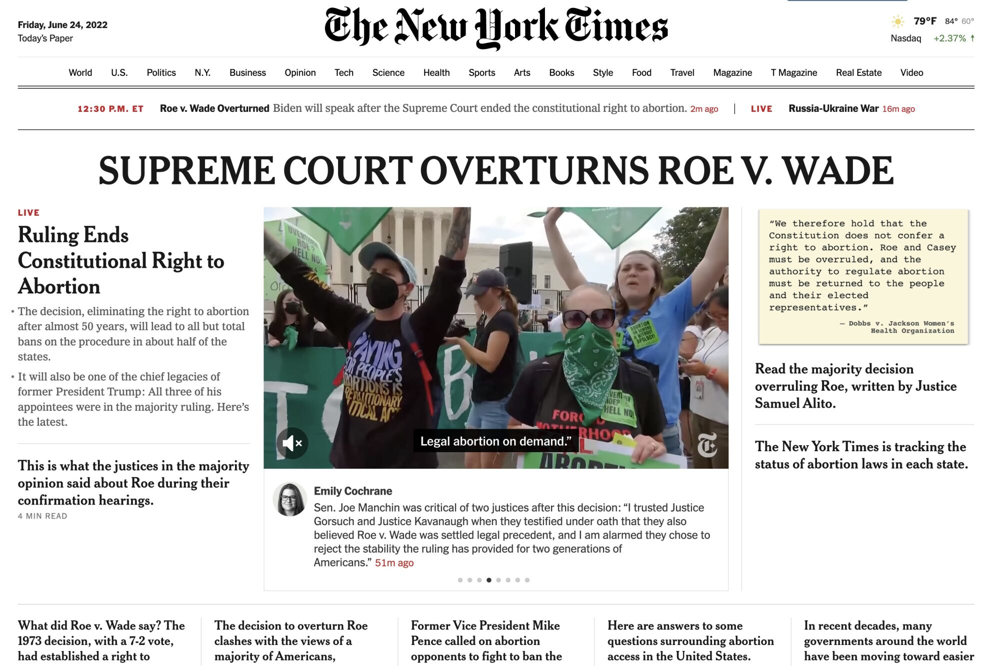 Friday, June 24, 2022
Today's Paper
The New York Times
79°F 84° 60°
Nasdaq +2.37% ↑
World U.S. Politics N.Y. Business Opinion Tech Science Health Sports Arts Books Style Food Travel Magazine T Magazine Real Estate Video
12:30 P.M. ET Roe v. Wade Overturned Biden will speak after the Supreme Court ended the constitutional right to abortion. 2m ago | LIVE Russia-Ukraine War 16m ago
SUPREME COURT OVERTURNS ROE V. WADE
LIVE
Ruling Ends
Constitutional Right to
Abortion
• The decision, eliminating the right to abortion
after almost 50 years, will lead to all but total
bans on the procedure in about half of the
states.
• It will also be one of the chief legacies of
former President Trump: All three of his
appointees were in the majority ruling. Here's
the latest.
This is what the justices in the majority
opinion said about Roe during their
confirmation hearings.
4 MIN READ
OVERTURN
ROE?
HELL NO!
PEOPLE'S
IS
ABORTION
ON DEMAND
& WITHOUT
APOLOGY!
HELL NO!
Legal abortion on demand.”
T
Emily Cochrane
Sen. Joe Manchin was critical of two justices after this decision: “I trusted Justice
Gorsuch and Justice Kavanaugh when they testified under oath that they also
believed Roe v. Wade was settled legal precedent, and I am alarmed they chose to
reject the stability the ruling has provided for two generations of
Americans.” 51m ago
“We therefore hold that the
Constitution does not confer a
right to abortion. Roe and Casey
must be overruled, and the
authority to regulate abortion
must be returned to the people
and their elected
representatives.”
— Dobbs v. Jackson Women's
Health Organization
Read the majority decision
overruling Roe, written by Justice
Samuel Alito.
The New York Times is tracking the
status of abortion laws in each state.
What did Roe v. Wade say? The
1973 decision, with a 7-2 vote,
had established a right to
The decision to overturn Roe
clashes with the views of a
majority of Americans,
Former Vice President Mike
Pence called on abortion
opponents to fight to ban the
Here are answers to some
questions surrounding abortion
access in the United States.
In recent decades, many
governments around the world
have been moving toward easier